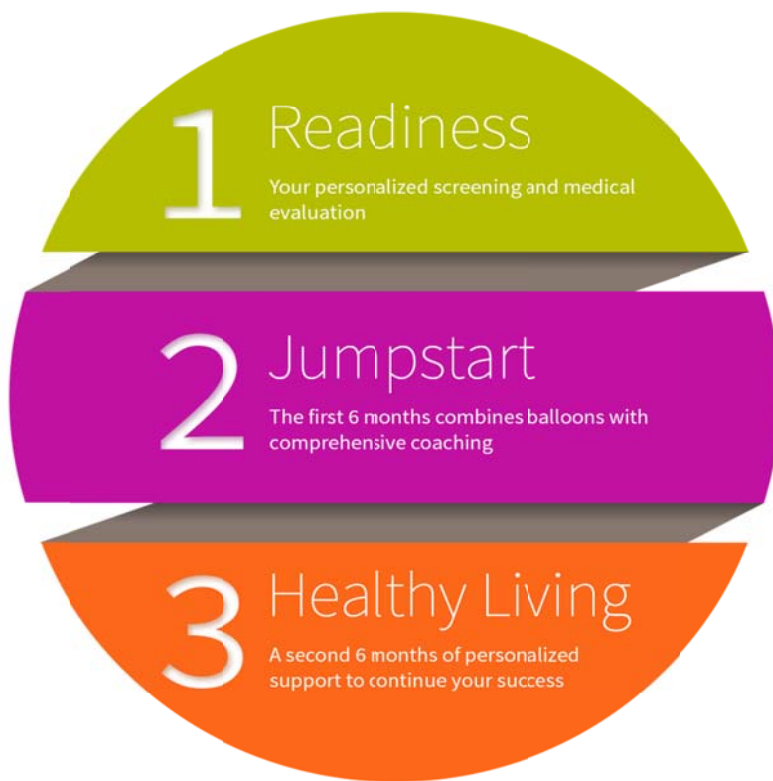 1
Readiness
Your personalized screening and medical
evaluation
2
Jumpstart
The first 6 months combines balloons with
comprehensive coaching
3
Healthy Living
A second 6 months of personalized
support to continue your success